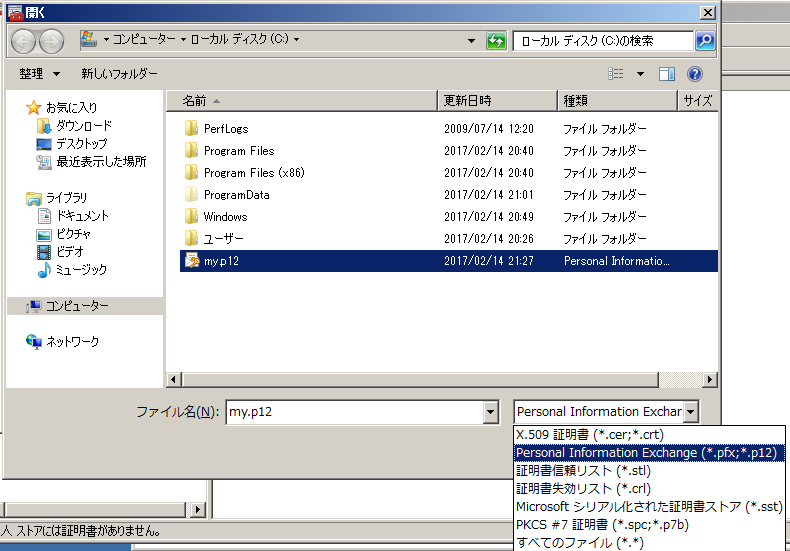 開く
コンピューター ローカル ディスク (C:)
ローカル ディスク (C:)の検索
整理 新しいフォルダー
名前 更新日時 種類 サイズ
お気に入り
ダウンロード
デスクトップ
最近表示した場所
ライブラリ
ドキュメント
ピクチャ
ビデオ
ミュージック
コンピューター
ネットワーク
PerfLogs 2009/07/14 12:20 ファイル フォルダー
Program Files 2017/02/14 20:40 ファイル フォルダー
Program Files (x86) 2017/02/14 20:40 ファイル フォルダー
ProgramData 2017/02/14 21:01 ファイル フォルダー
Windows 2017/02/14 20:49 ファイル フォルダー
ユーザー 2017/02/14 20:26 ファイル フォルダー
my.p12 2017/02/14 21:27 Personal Informatio...
ファイル名(N): my.p12 Personal Information Exchar
X.509 証明書 (*.cer;*.crt)
Personal Information Exchange (*.pfx;*.p12)
証明書信頼リスト (*.stl)
証明書失効リスト (*.crl)
Microsoft シリアル化された証明書ストア (*.sst)
PKCS #7 証明書 (*.spc;*.p7b)
すべてのファイル (*.*)
人 ストアには証明書がありません。